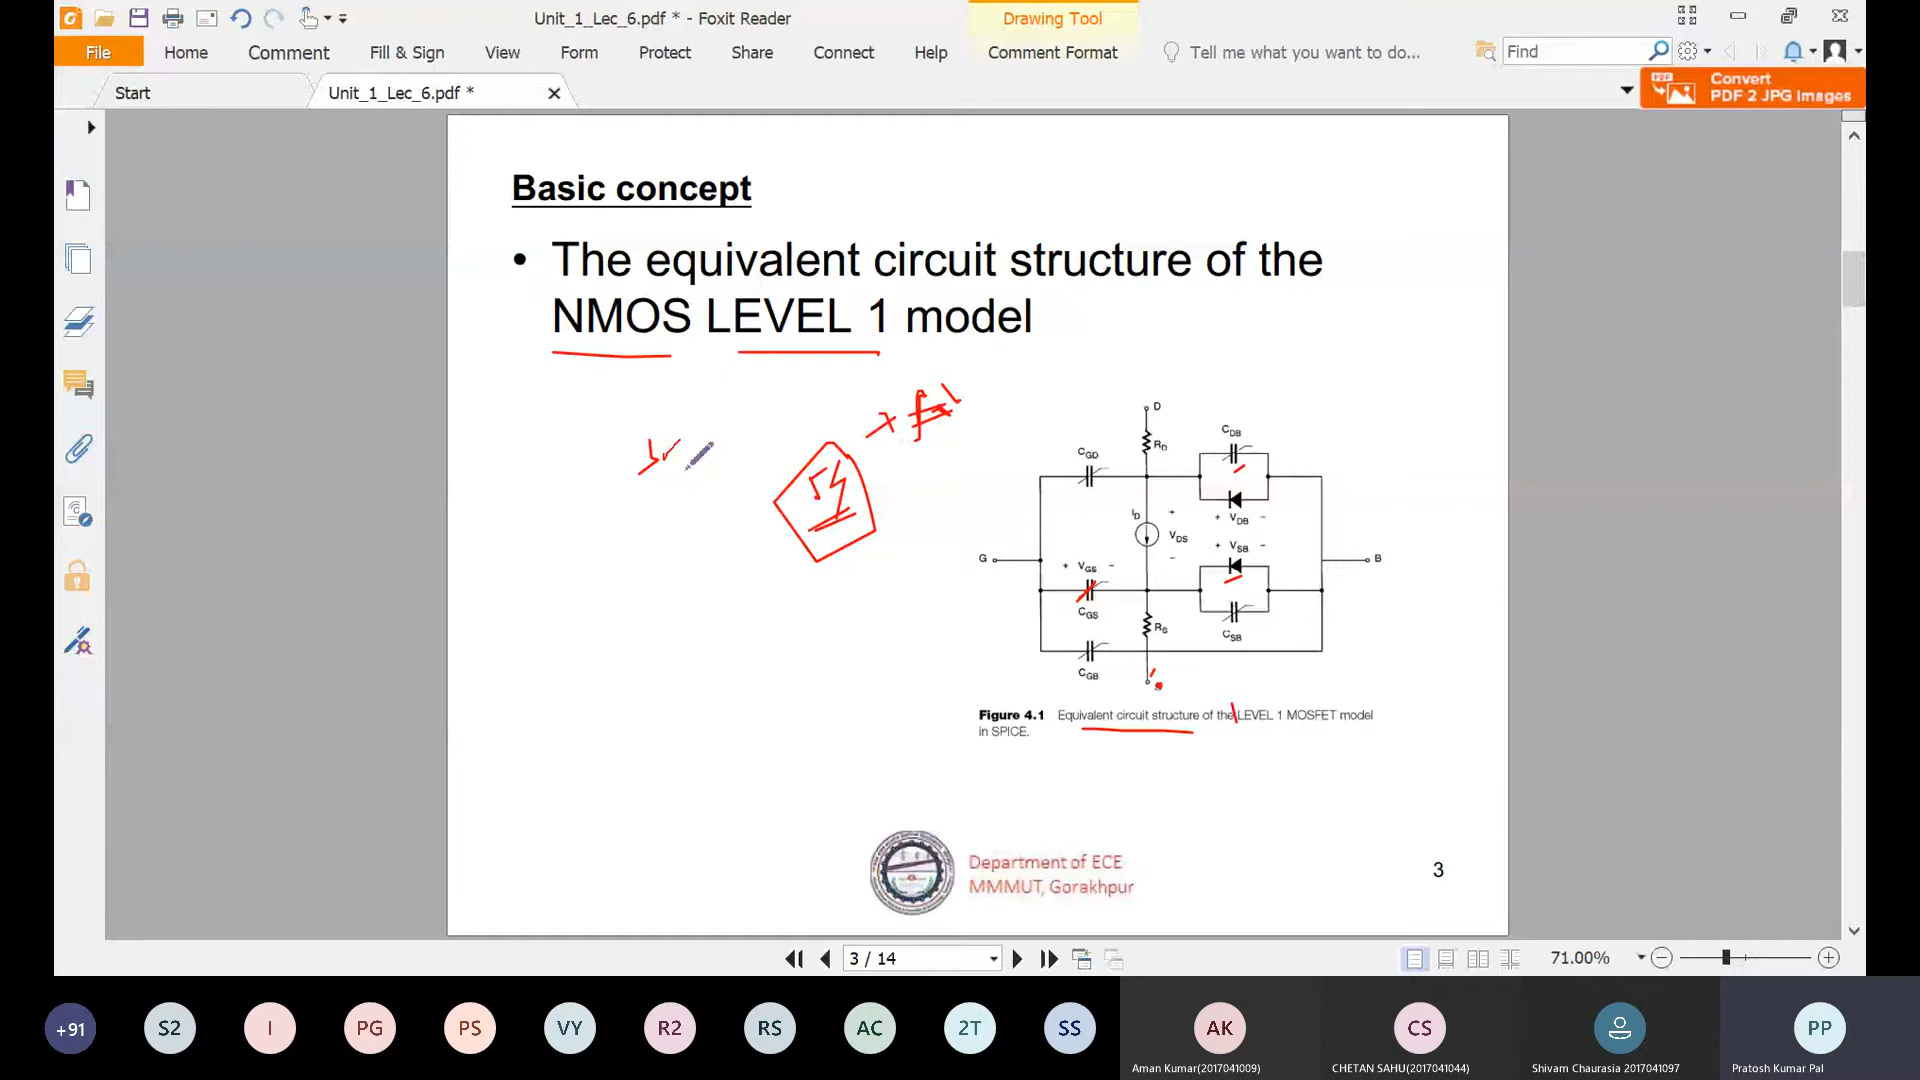 Unit_1_Lec_6.pdf * - Foxit Reader
Drawing Tool
File
Home
Comment
Fill & Sign
View
Form
Protect
Share
Connect
Help
Comment Format
Tell me what you want to do...
Find
Start
Unit_1_Lec_6.pdf *
PDF
Convert
PDF 2 JPG Images
Basic concept
• The equivalent circuit structure of the
NMOS LEVEL 1 model
D
RD
CDB
CGD
ID
+
VDS
−
+ VDB −
+ VSB −
G
B
+ VGS −
CGS
RS
CSB
CGB
Figure 4.1 Equivalent circuit structure of the LEVEL 1 MOSFET model
in SPICE.
Department of ECE
MMMUT, Gorakhpur
3
3 / 14
71.00%
+91
S2
I
PG
PS
VY
R2
RS
AC
2T
SS
AK
CS
PP
Aman Kumar(2017041009)
CHETAN SAHU(2017041044)
Shivam Chaurasia 2017041097
Pratosh Kumar Pal